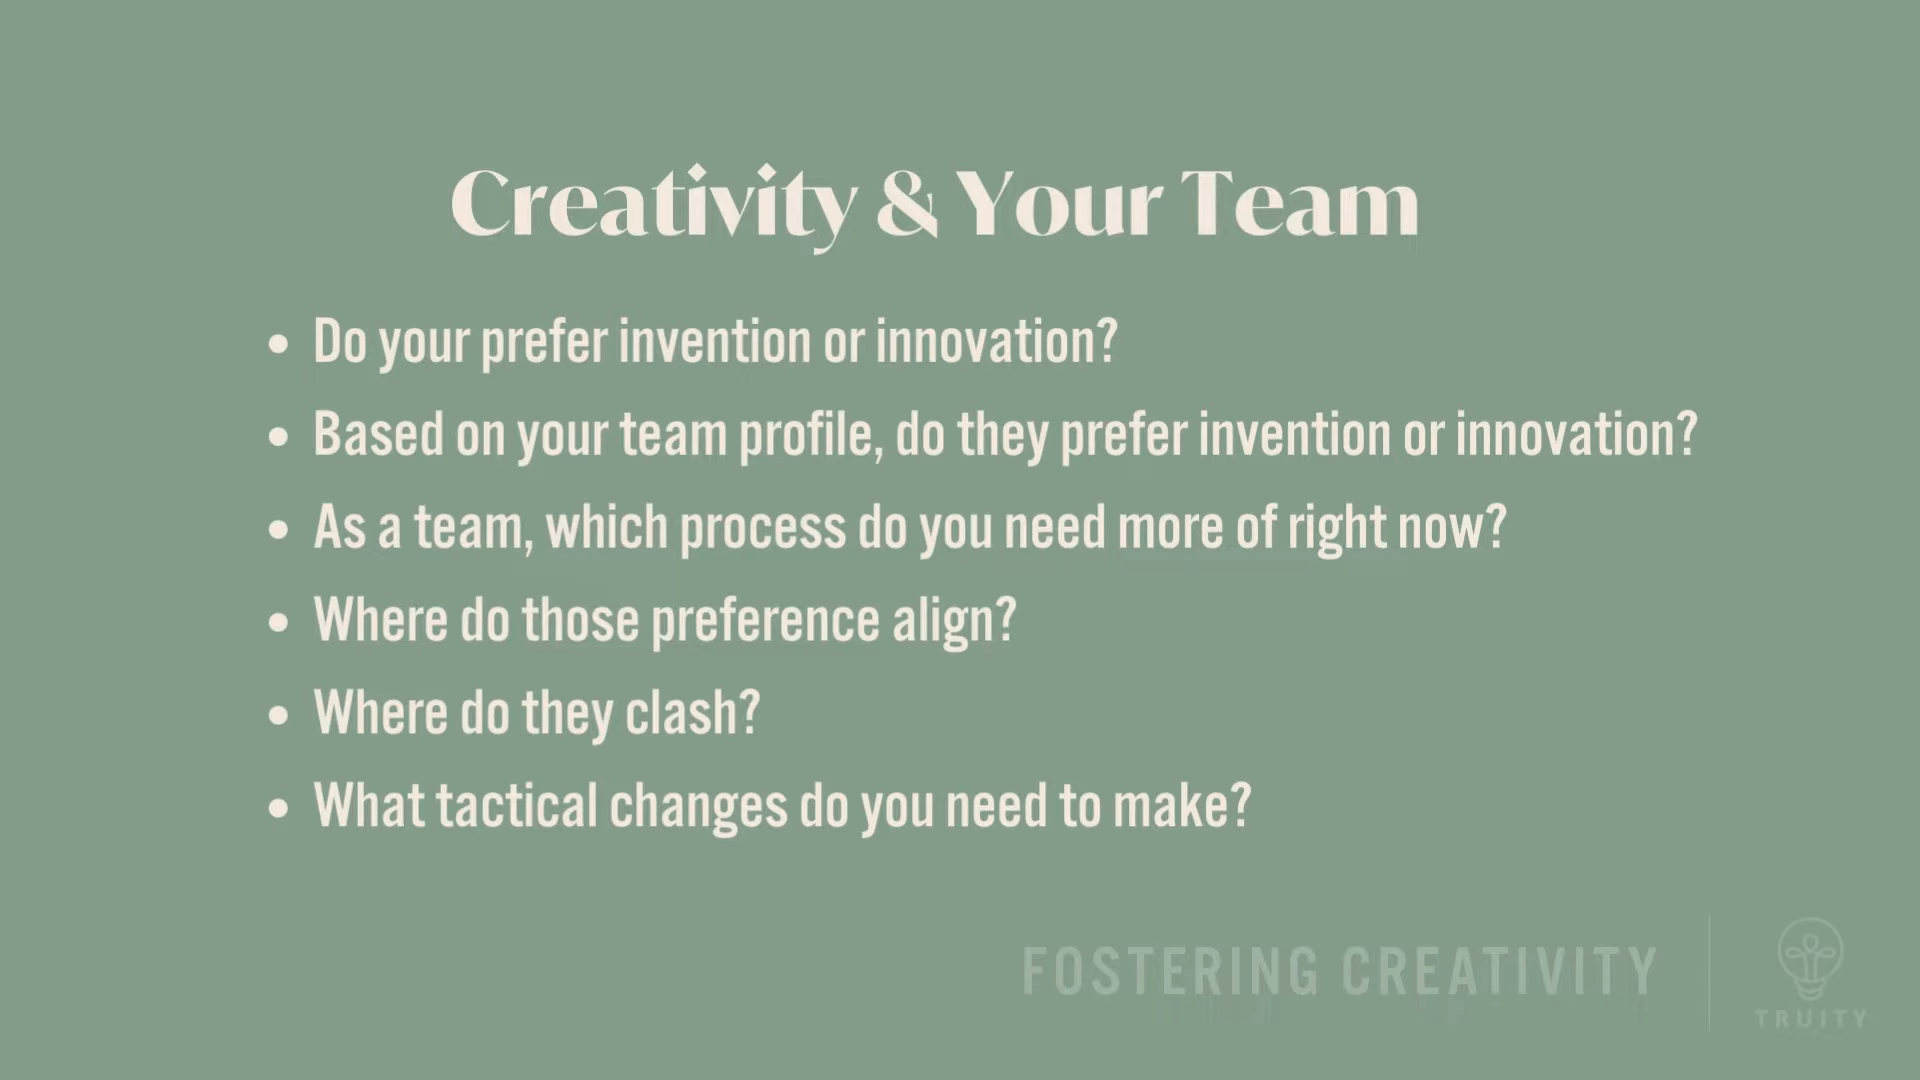 Creativity & Your Team
• Do your prefer invention or innovation?
• Based on your team profile, do they prefer invention or innovation?
• As a team, which process do you need more of right now?
• Where do those preference align?
• Where do they clash?
• What tactical changes do you need to make?
FOSTERING CREATIVITY
TRUITY